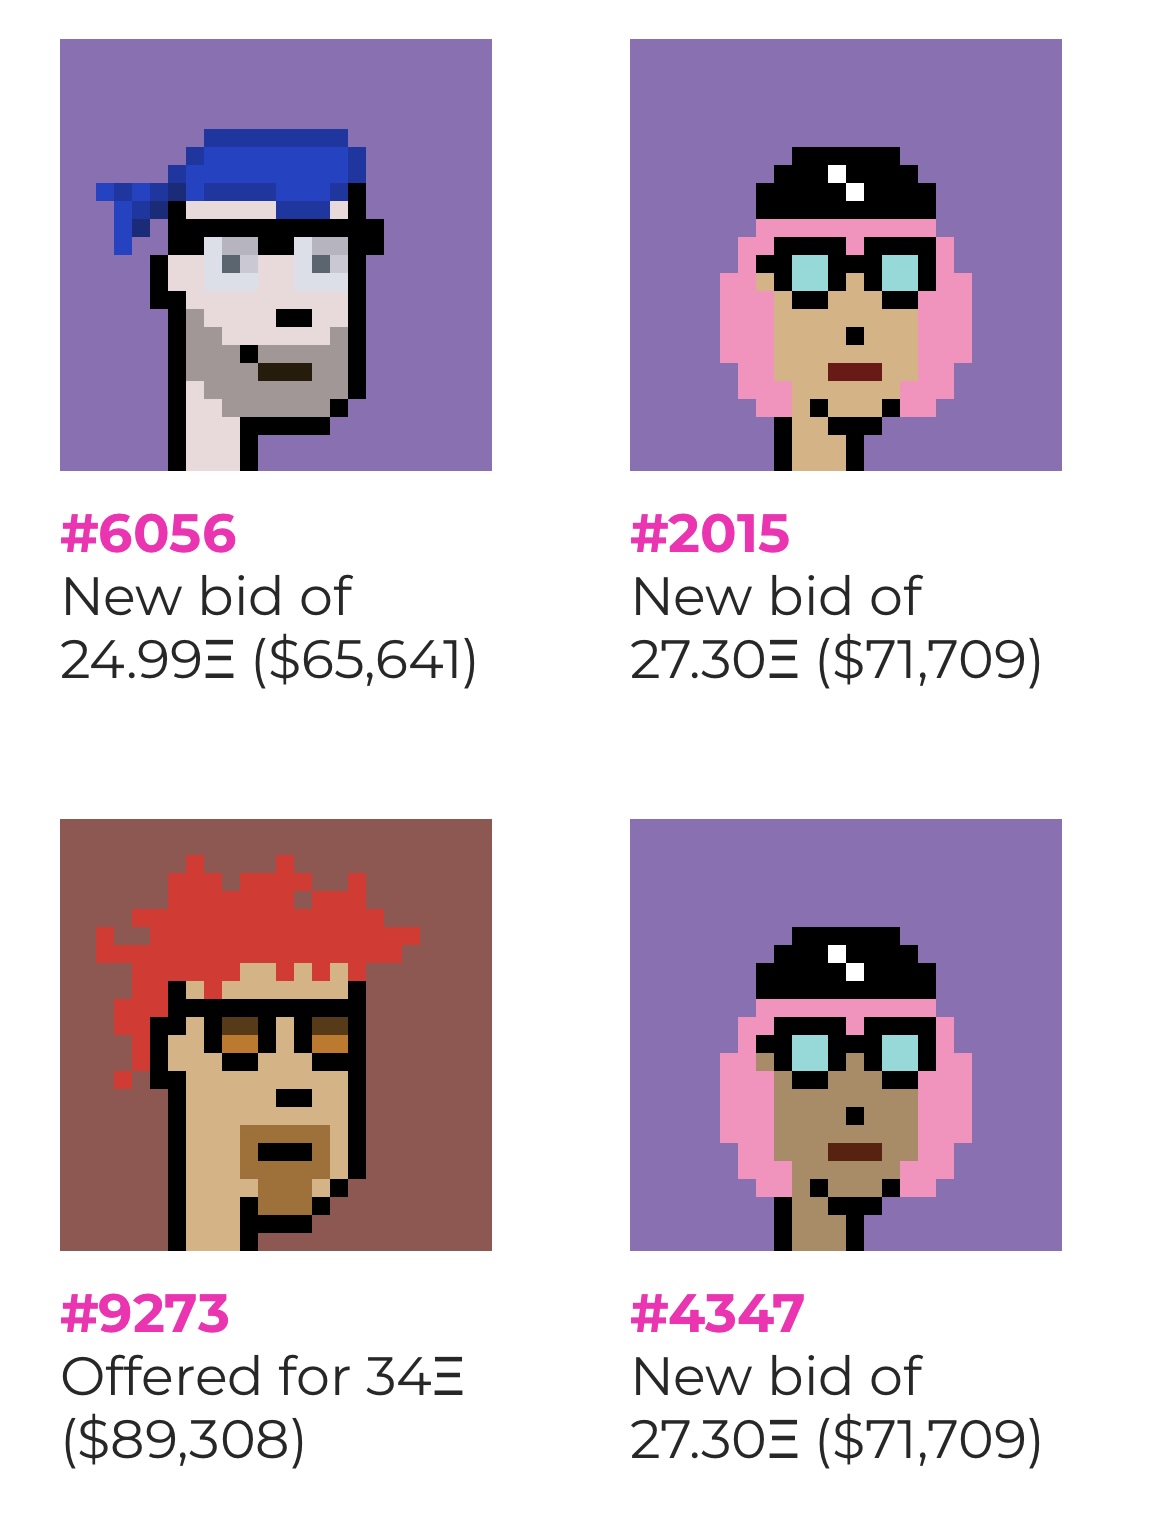 #6056
New bid of
24.99Ξ ($65,641)
#2015
New bid of
27.30Ξ ($71,709)
#9273
Offered for 34Ξ
($89,308)
#4347
New bid of
27.30Ξ ($71,709)